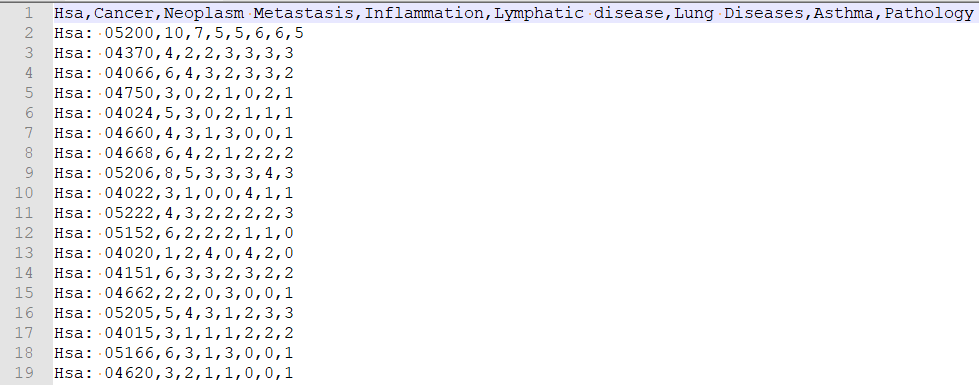 1 Hsa,Cancer,Neoplasm Metastasis,Inflammation,Lymphatic disease,Lung Diseases,Asthma,Pathology
2 Hsa: 05200,10,7,5,5,6,6,5
3 Hsa: 04370,4,2,2,3,3,3,3
4 Hsa: 04066,6,4,3,2,3,3,2
5 Hsa: 04750,3,0,2,1,0,2,1
6 Hsa: 04024,5,3,0,2,1,1,1
7 Hsa: 04660,4,3,1,3,0,0,1
8 Hsa: 04668,6,4,2,1,2,2,2
9 Hsa: 05206,8,5,3,3,3,4,3
10 Hsa: 04022,3,1,0,0,4,1,1
11 Hsa: 05222,4,3,2,2,2,2,3
12 Hsa: 05152,6,2,2,2,1,1,0
13 Hsa: 04020,1,2,4,0,4,2,0
14 Hsa: 04151,6,3,3,2,3,2,2
15 Hsa: 04662,2,2,0,3,0,0,1
16 Hsa: 05205,5,4,3,1,2,3,3
17 Hsa: 04015,3,1,1,1,2,2,2
18 Hsa: 05166,6,3,1,3,0,0,1
19 Hsa: 04620,3,2,1,1,0,0,1